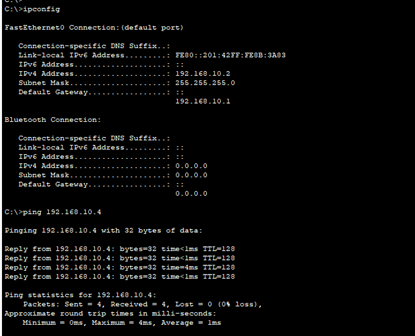 C:\>
C:\>ipconfig
FastEthernet0 Connection:(default port)
Connection-specific DNS Suffix..:
Link-local IPv6 Address.........: FE80::201:42FF:FE8B:3A83
IPv6 Address....................: ::
IPv4 Address....................: 192.168.10.2
Subnet Mask.....................: 255.255.255.0
Default Gateway.................: ::
192.168.10.1
Bluetooth Connection:
Connection-specific DNS Suffix..:
Link-local IPv6 Address.........: ::
IPv6 Address....................: ::
IPv4 Address....................: 0.0.0.0
Subnet Mask.....................: 0.0.0.0
Default Gateway.................: ::
0.0.0.0
C:\>ping 192.168.10.4
Pinging 192.168.10.4 with 32 bytes of data:
Reply from 192.168.10.4: bytes=32 time<1ms TTL=128
Reply from 192.168.10.4: bytes=32 time<1ms TTL=128
Reply from 192.168.10.4: bytes=32 time=4ms TTL=128
Reply from 192.168.10.4: bytes=32 time<1ms TTL=128
Ping statistics for 192.168.10.4:
Packets: Sent = 4, Received = 4, Lost = 0 (0% loss),
Approximate round trip times in milli-seconds:
Minimum = 0ms, Maximum = 4ms, Average = 1ms